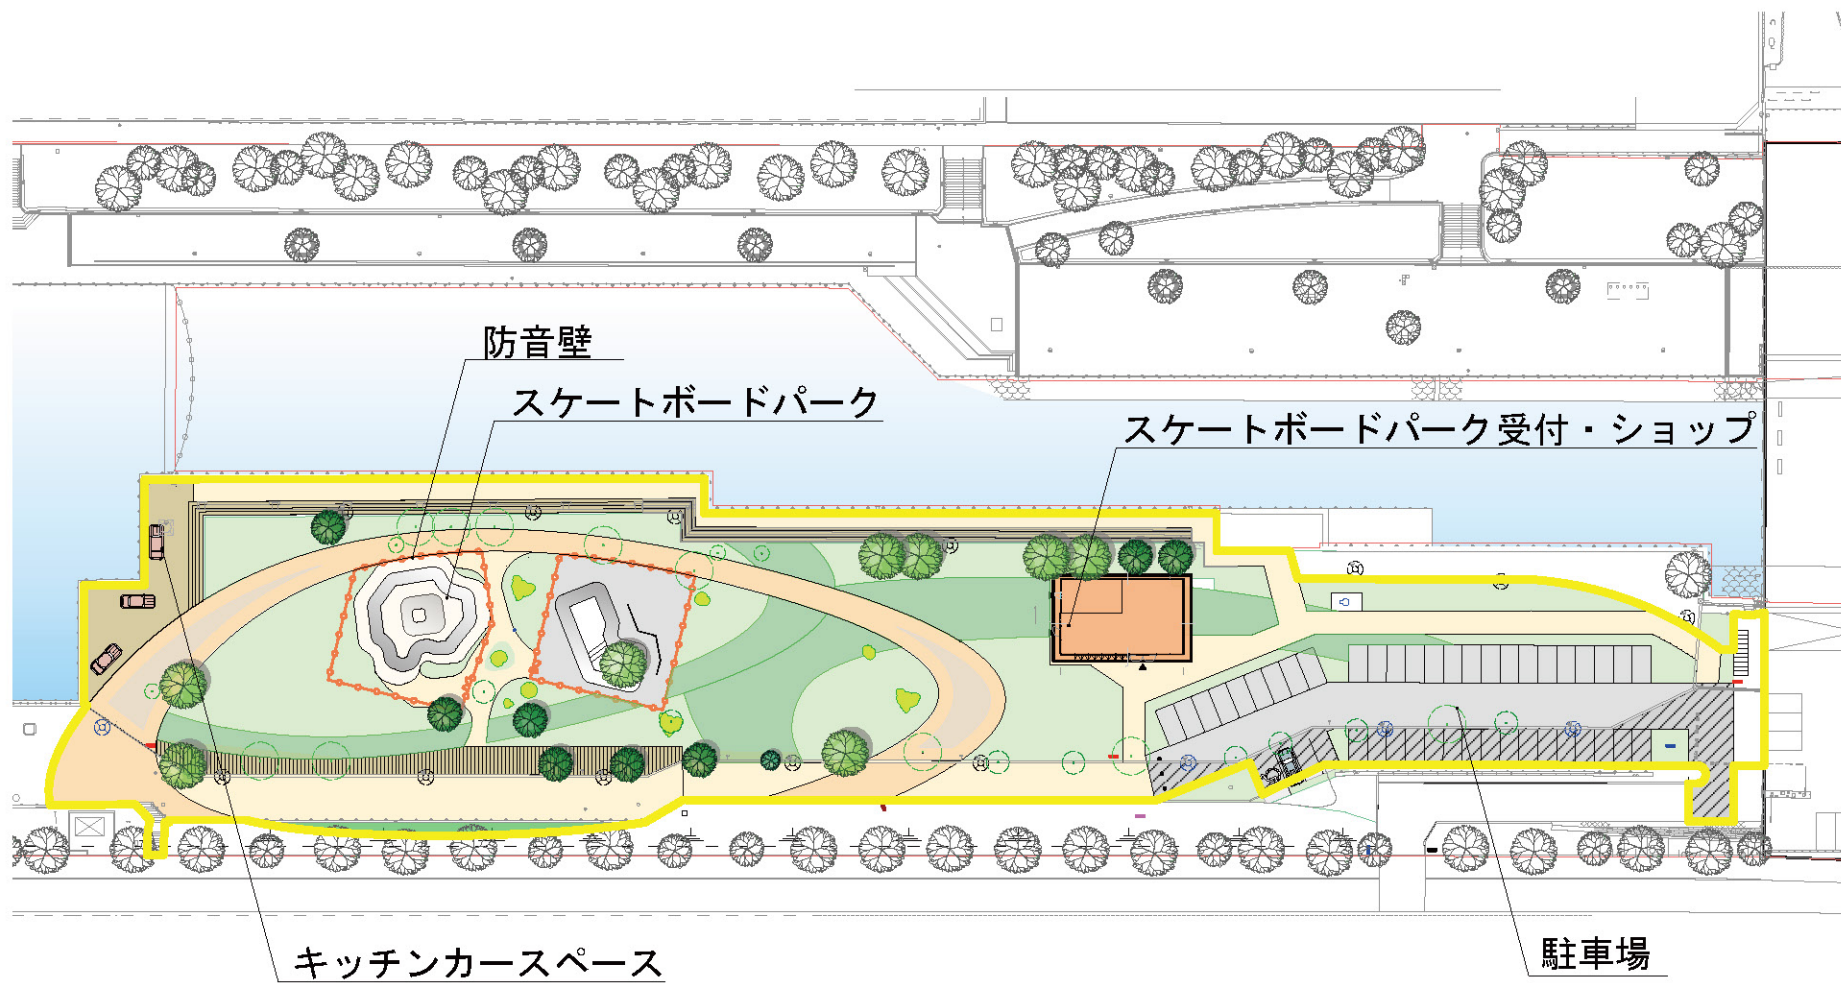 防音壁
スケートボードパーク
スケートボードパーク受付・ショップ
キッチンカースペース
駐車場